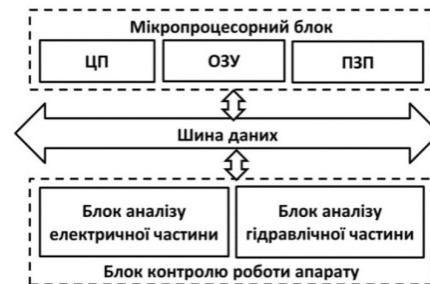 Мікропроцесорний блок
ЦП
ОЗУ
ПЗП
Шина даних
Блок аналізу
електричної частини
Блок аналізу
гідравлічної частини
Блок контролю роботи апарату